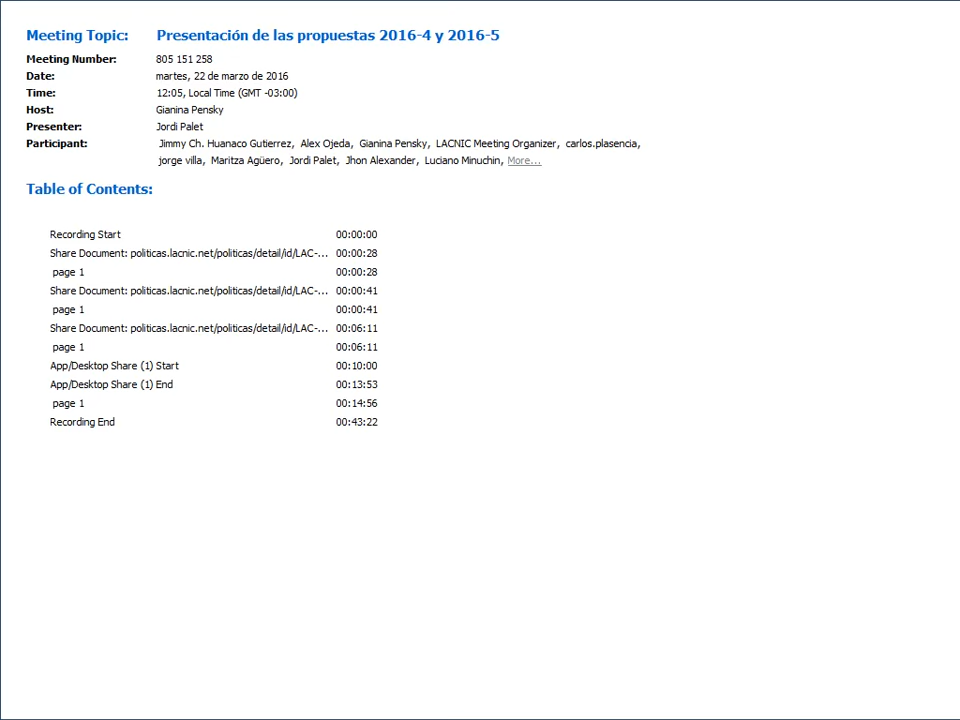 Meeting Topic: Presentación de las propuestas 2016-4 y 2016-5
Meeting Number: 805 151 258
Date: martes, 22 de marzo de 2016
Time: 12:05, Local Time (GMT -03:00)
Host: Gianina Pensky
Presenter: Jordi Palet
Participant: Jimmy Ch. Huanaco Gutierrez, Alex Ojeda, Gianina Pensky, LACNIC Meeting Organizer, carlos.plasencia,
jorge villa, Maritza Agüero, Jordi Palet, Jhon Alexander, Luciano Minuchin, More...
Table of Contents:
Recording Start 00:00:00
Share Document: politicas.lacnic.net/politicas/detail/id/LAC-... 00:00:28
page 1 00:00:28
Share Document: politicas.lacnic.net/politicas/detail/id/LAC-... 00:00:41
page 1 00:00:41
Share Document: politicas.lacnic.net/politicas/detail/id/LAC-... 00:06:11
page 1 00:06:11
App/Desktop Share (1) Start 00:10:00
App/Desktop Share (1) End 00:13:53
page 1 00:14:56
Recording End 00:43:22